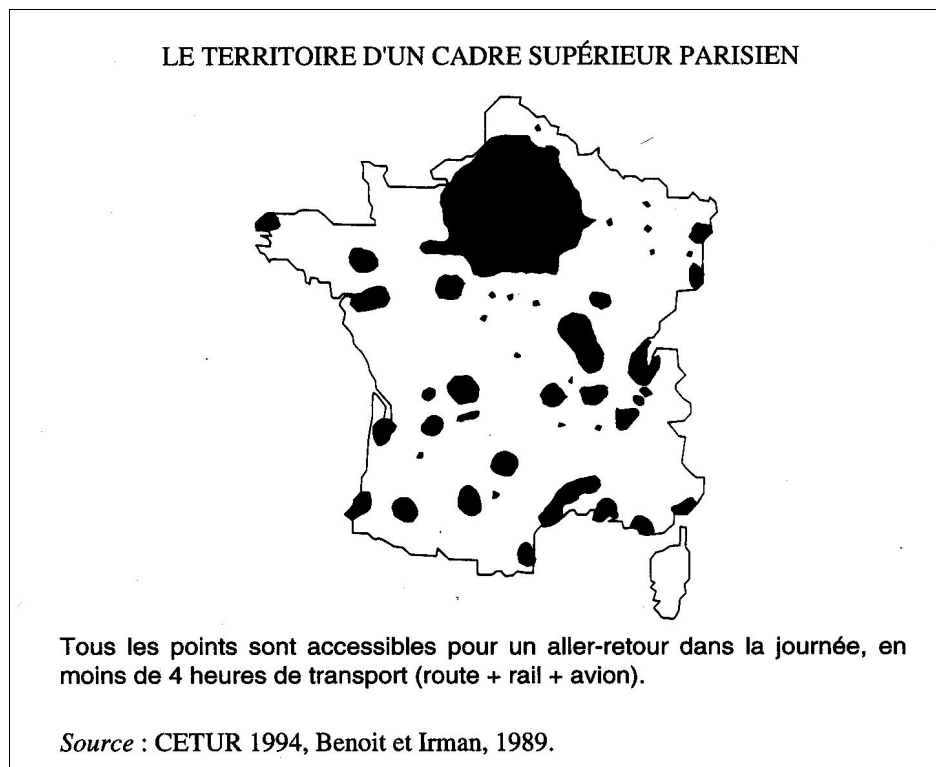 LE TERRITOIRE D'UN CADRE SUPÉRIEUR PARISIEN
Tous les points sont accessibles pour un aller-retour dans la journée, en
moins de 4 heures de transport (route + rail + avion).
Source : CETUR 1994, Benoit et Irman, 1989.